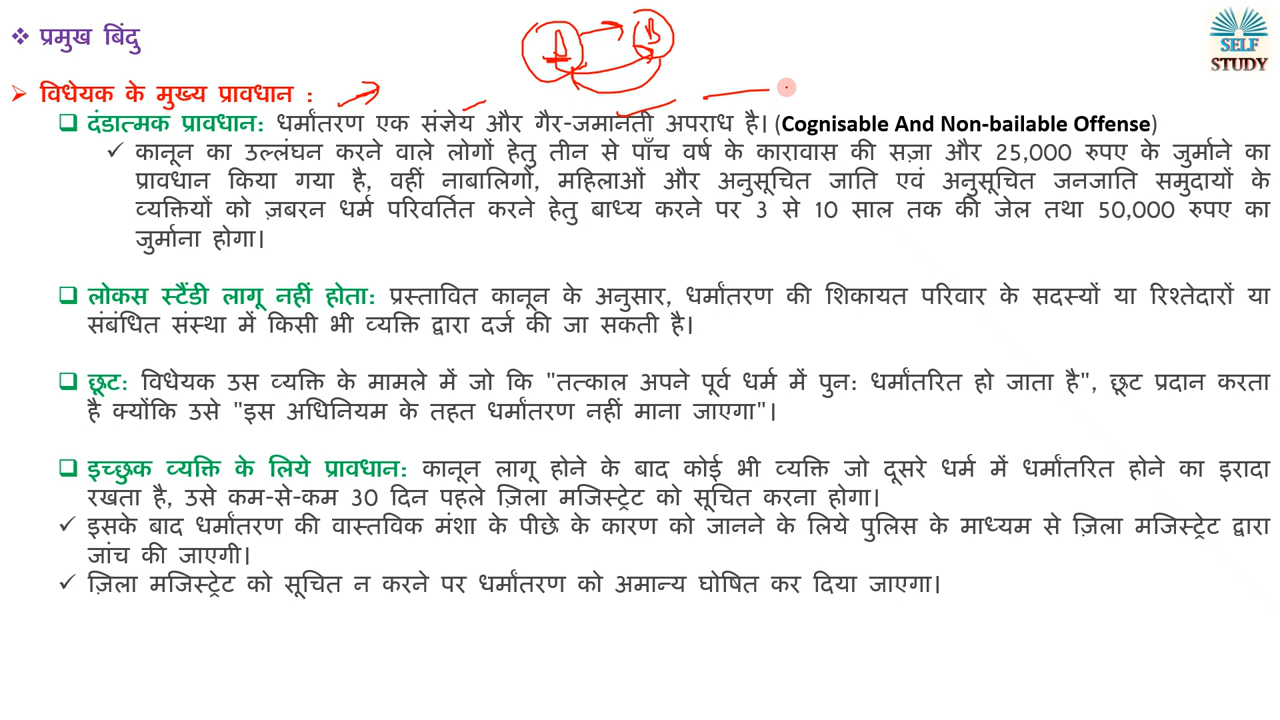 ❖ प्रमुख बिंदु
A B
SELF
STUDY
➢ विधेयक के मुख्य प्रावधान :
❑ दंडात्मक प्रावधान: धर्मांतरण एक संज्ञेय और गैर-जमानती अपराध है। (Cognisable And Non-bailable Offense)
✓ कानून का उल्लंघन करने वाले लोगों हेतु तीन से पाँच वर्ष के कारावास की सज़ा और 25,000 रुपए के जुर्माने का
प्रावधान किया गया है, वहीं नाबालिगों, महिलाओं और अनुसूचित जाति एवं अनुसूचित जनजाति समुदायों के
व्यक्तियों को ज़बरन धर्म परिवर्तित करने हेतु बाध्य करने पर 3 से 10 साल तक की जेल तथा 50,000 रुपए का
जुर्माना होगा।
❑ लोकस स्टैंडी लागू नहीं होता: प्रस्तावित कानून के अनुसार, धर्मांतरण की शिकायत परिवार के सदस्यों या रिश्तेदारों या
संबंधित संस्था में किसी भी व्यक्ति द्वारा दर्ज की जा सकती है।
❑ छूट: विधेयक उस व्यक्ति के मामले में जो कि "तत्काल अपने पूर्व धर्म में पुन: धर्मांतरित हो जाता है", छूट प्रदान करता
है क्योंकि उसे "इस अधिनियम के तहत धर्मांतरण नहीं माना जाएगा"।
❑ इच्छुक व्यक्ति के लिये प्रावधान: कानून लागू होने के बाद कोई भी व्यक्ति जो दूसरे धर्म में धर्मांतरित होने का इरादा
रखता है, उसे कम-से-कम 30 दिन पहले ज़िला मजिस्ट्रेट को सूचित करना होगा।
✓ इसके बाद धर्मांतरण की वास्तविक मंशा के पीछे के कारण को जानने के लिये पुलिस के माध्यम से ज़िला मजिस्ट्रेट द्वारा
जांच की जाएगी।
✓ ज़िला मजिस्ट्रेट को सूचित न करने पर धर्मांतरण को अमान्य घोषित कर दिया जाएगा।